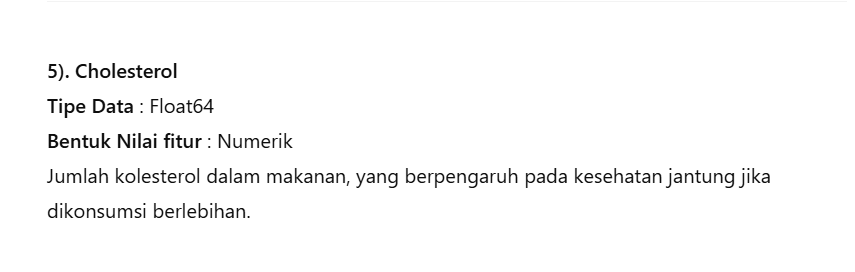 5). Cholesterol
Tipe Data : Float64
Bentuk Nilai fitur : Numerik
Jumlah kolesterol dalam makanan, yang berpengaruh pada kesehatan jantung jika
dikonsumsi berlebihan.